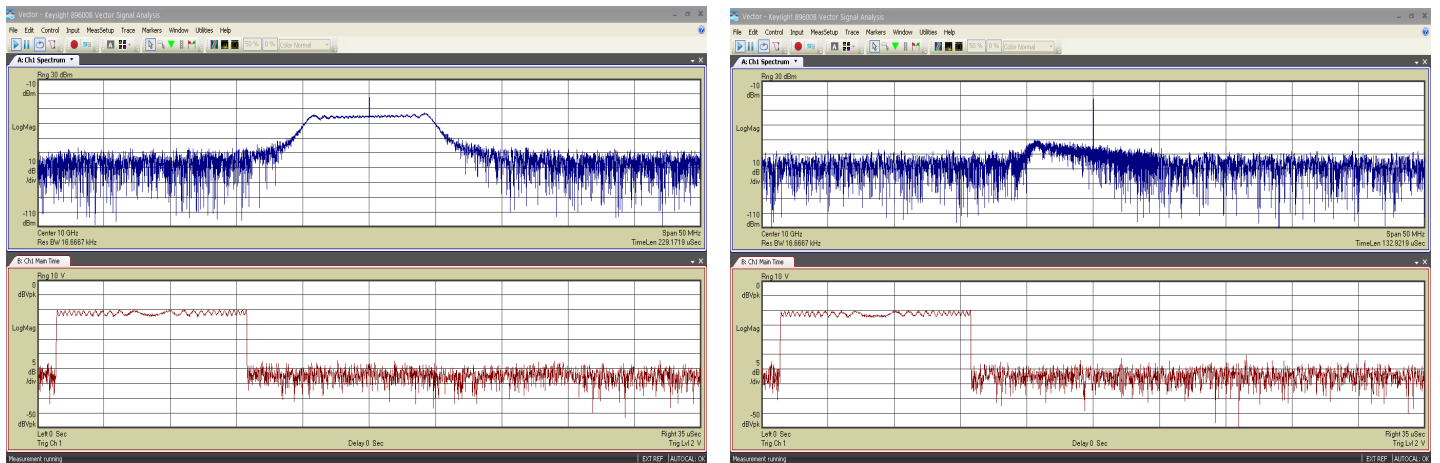 Vector - Keysight 89600B Vector Signal Analysis
File Edit Control Input MeasSetup Trace Markers Window Utilities Help
50 % 0 % Color Normal
A: Ch1 Spectrum
Rng 30 dBm
-10
dBm
LogMag
10
dB
/div
-110
dBm
Center 10 GHz
Span 50 MHz
Res BW 16.6667 kHz
TimeLen 229.1719 uSec
B: Ch1 Main Time
Rng 10 V
0
dBVpk
LogMag
5
dB
/div
-50
dBVpk
Left 0 Sec
Right 35 uSec
Trig Ch 1
Delay 0 Sec
Trig Lvl 2 V
Measurement running
EXT REF
AUTOCAL: OK
Vector - Keysight 89600B Vector Signal Analysis
File Edit Control Input MeasSetup Trace Markers Window Utilities Help
50 % 0 % Color Normal
A: Ch1 Spectrum
Rng 30 dBm
-10
dBm
LogMag
10
dB
/div
-110
dBm
Center 10 GHz
Span 50 MHz
Res BW 16.6667 kHz
TimeLen 132.9219 uSec
B: Ch1 Main Time
Rng 10 V
0
dBVpk
LogMag
5
dB
/div
-50
dBVpk
Left 0 Sec
Right 35 uSec
Trig Ch 1
Delay 0 Sec
Trig Lvl 2 V
Measurement running
EXT REF
AUTOCAL: OK